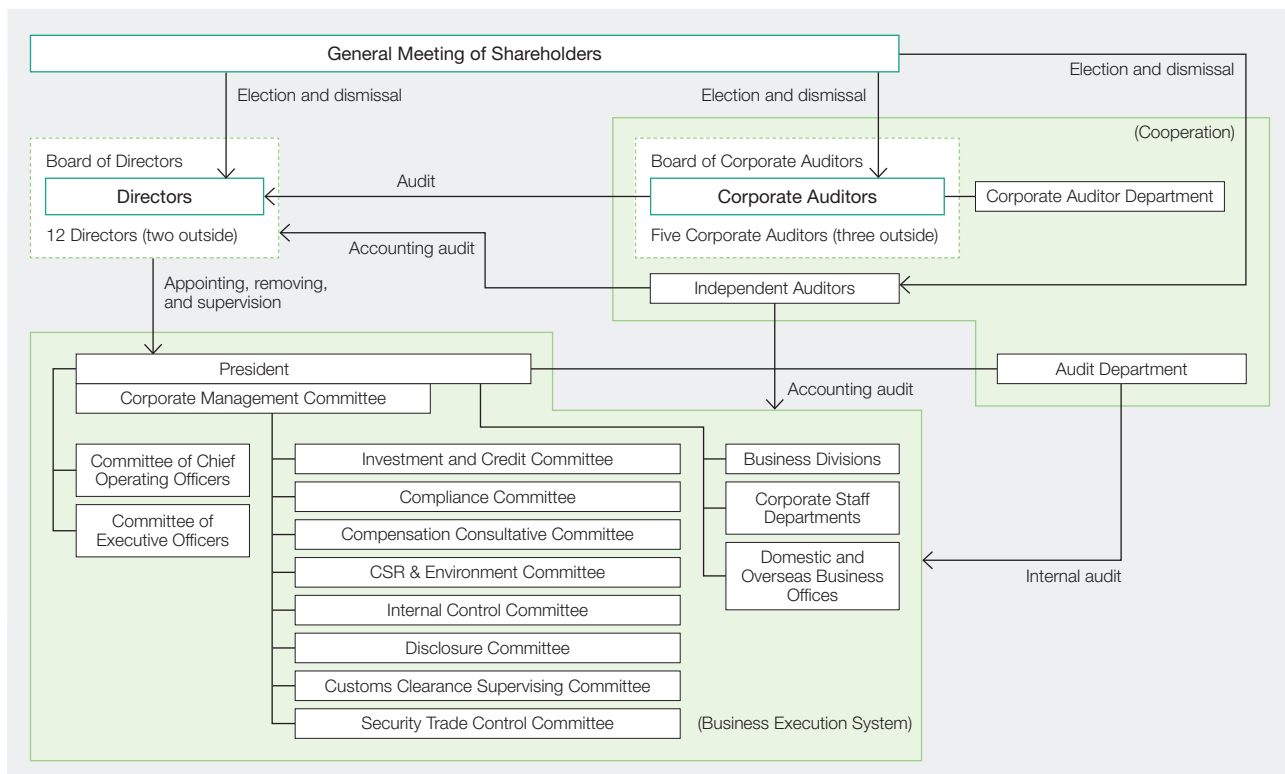 General Meeting of Shareholders
Election and dismissal
Election and dismissal
Election and dismissal
(Cooperation)
Board of Directors
Directors
12 Directors (two outside)
Audit
Board of Corporate Auditors
Corporate Auditors
Five Corporate Auditors (three outside)
Corporate Auditor Department
Accounting audit
Independent Auditors
Appointing, removing,
and supervision
President
Corporate Management Committee
Audit Department
Accounting audit
Committee of Chief
Operating Officers
Committee of
Executive Officers
Investment and Credit Committee
Compliance Committee
Compensation Consultative Committee
CSR & Environment Committee
Internal Control Committee
Disclosure Committee
Customs Clearance Supervising Committee
Security Trade Control Committee
Business Divisions
Corporate Staff
Departments
Domestic and
Overseas Business
Offices
Internal audit
(Business Execution System)